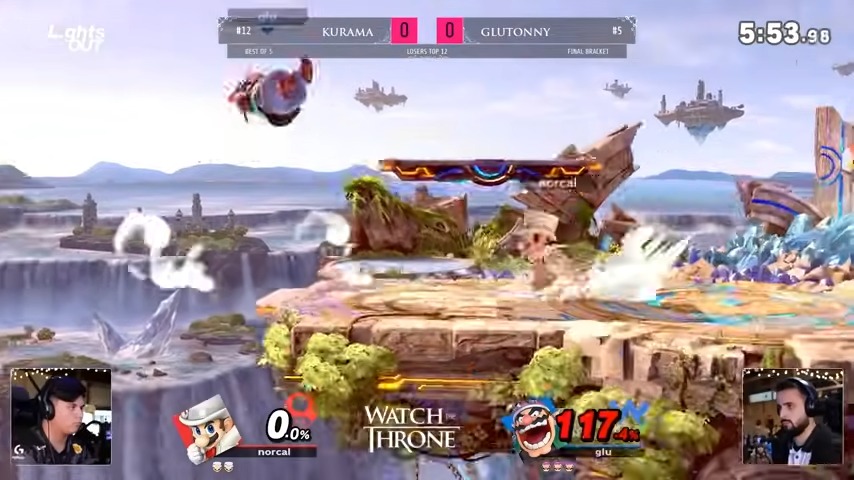 Lights
OUT
glu
#12 KURAMA 0 0 GLUTONNY #5
BEST OF 5 LOSERS TOP 12 FINAL BRACKET
5:53.98
norcal
0.0%
norcal
WATCH THE
THRONE
117.4%
glu